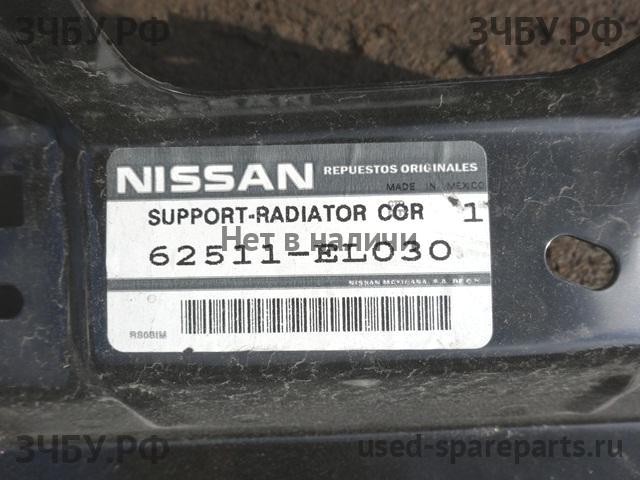 ЗЧБУ.РФ
ЗЧБУ.РФ
NISSAN REPUESTOS ORIGINALES
MADE IN MEXICO
SUPPORT-RADIATOR COR 1
Нет в наличи
62511-EL030
NISSAN MEXICANA, S.A. DE C.V.
RS0BIM
ЗЧБУ.РФ
used-spareparts.ru